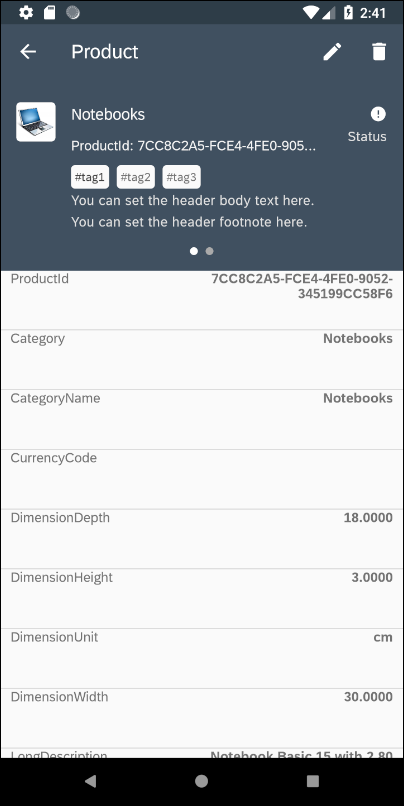 2:41
Product
Notebooks
ProductId: 7CC8C2A5-FCE4-4FE0-905...
Status
#tag1 #tag2 #tag3
You can set the header body text here.
You can set the header footnote here.
ProductId 7CC8C2A5-FCE4-4FE0-9052-
345199CC58F6
Category Notebooks
CategoryName Notebooks
CurrencyCode
DimensionDepth 18.0000
DimensionHeight 3.0000
DimensionUnit cm
DimensionWidth 30.0000
LongDescription Notebook Basic 15 with 2,80